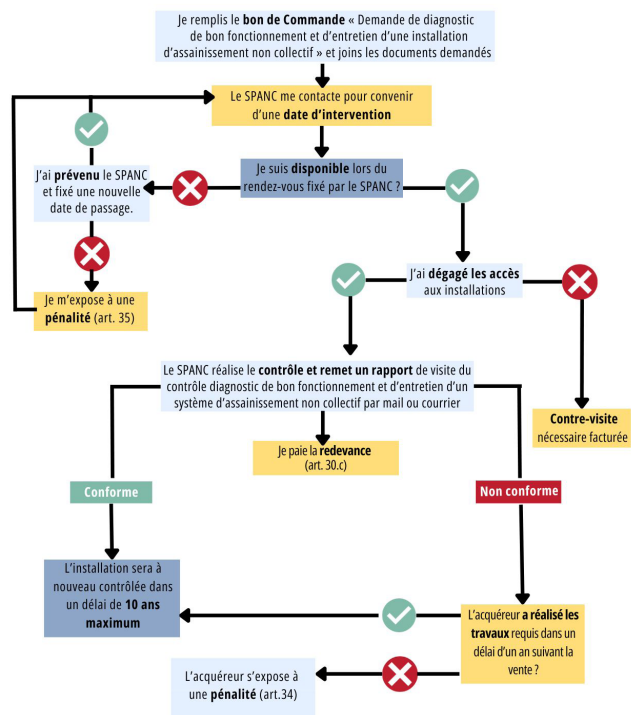 Je remplis le bon de Commande « Demande de diagnostic
de bon fonctionnement et d'entretien d'une installation
d'assainissement non collectif » et joins les documents demandés
Le SPANC me contacte pour convenir
d'une date d'intervention
Je suis disponible lors du
rendez-vous fixé par le SPANC ?
J'ai prévenu le SPANC
et fixé une nouvelle
date de passage.
J'ai dégagé les accès
aux installations
Je m'expose à une
pénalité (art. 35)
Le SPANC réalise le contrôle et remet un rapport de visite du
contrôle diagnostic de bon fonctionnement et d'entretien d'un
système d'assainissement non collectif par mail ou courrier
Contre-visite
nécessaire facturée
Je paie la redevance
(art. 30.c)
Conforme
Non conforme
L'installation sera à
nouveau contrôlée dans
un délai de 10 ans
maximum
L'acquéreur a réalisé les
travaux requis dans un
délai d'un an suivant la
vente ?
L'acquéreur s'expose à
une pénalité (art.34)